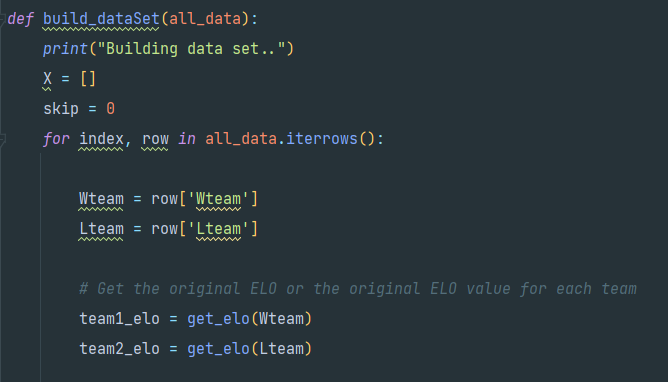 def build_dataSet(all_data):
    print("Building data set..")
    X = []
    skip = 0
    for index, row in all_data.iterrows():
        Wteam = row['Wteam']
        Lteam = row['Lteam']
        # Get the original ELO or the original ELO value for each team
        team1_elo = get_elo(Wteam)
        team2_elo = get_elo(Lteam)